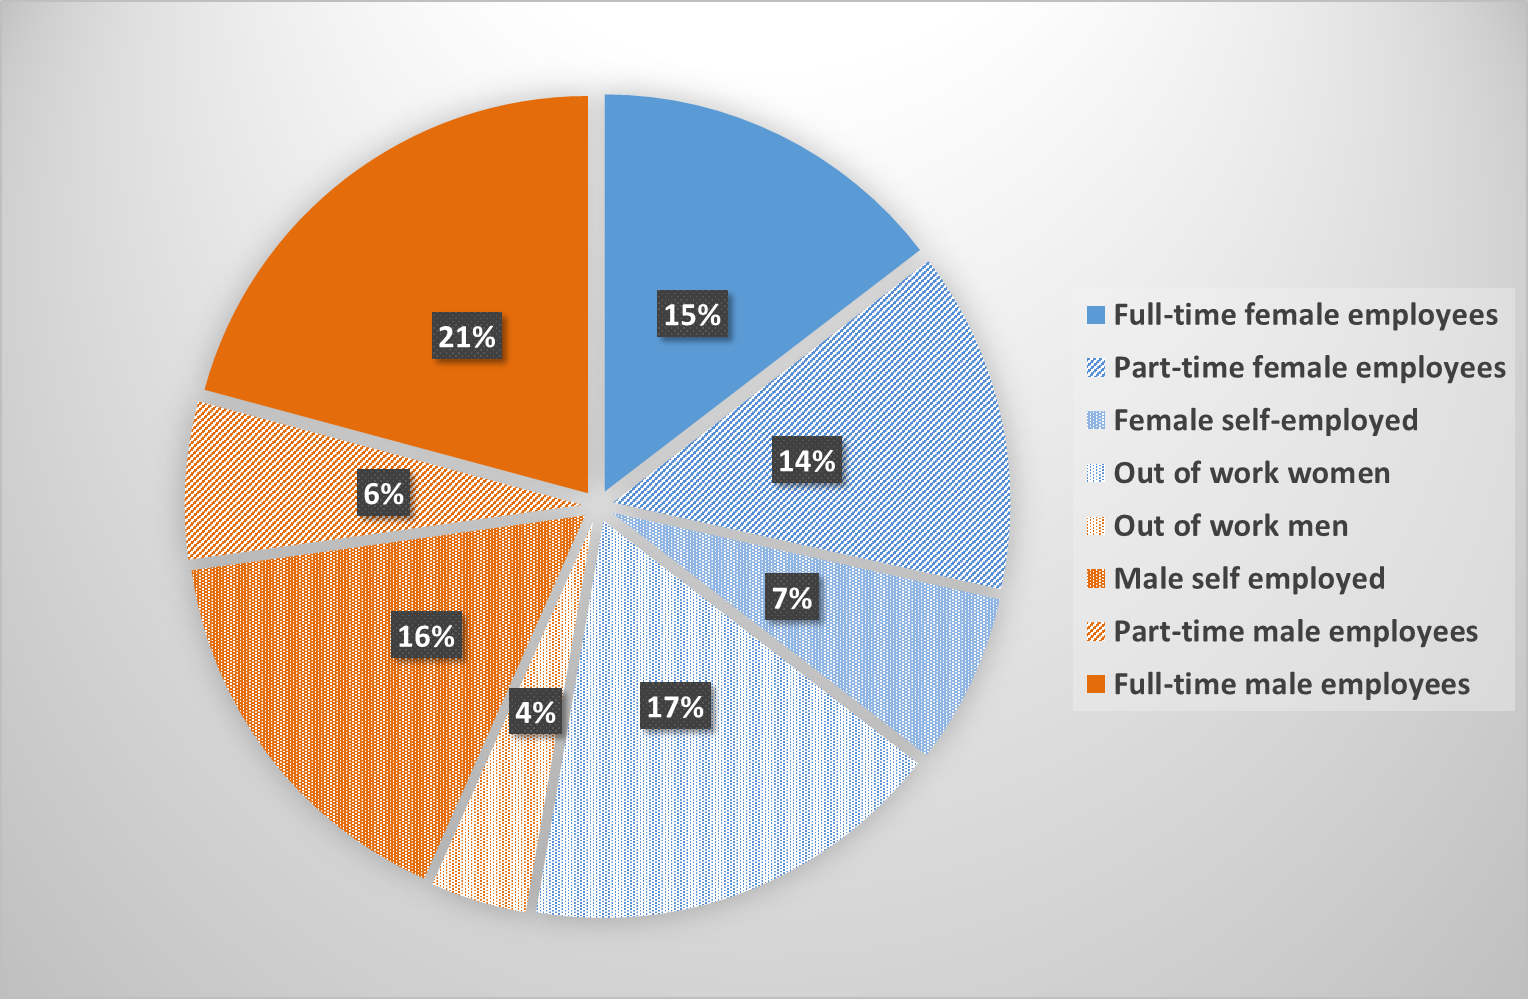 15%
21%
14%
6%
7%
16%
17%
4%
Full-time female employees
Part-time female employees
Female self-employed
Out of work women
Out of work men
Male self employed
Part-time male employees
Full-time male employees